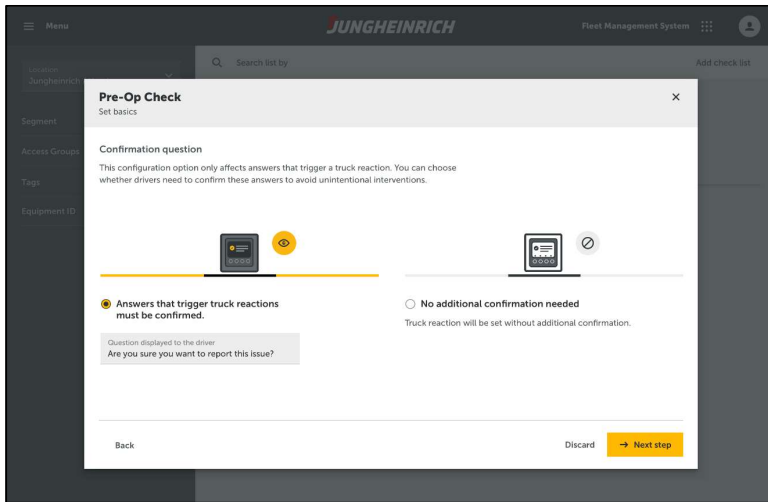 Menu
JUNGHEINRICH
Fleet Management System
Location
Jungheinrich
Search list by
Add check list
Segment
Access Groups
Tags
Equipment ID
Pre-Op Check
Set basics
Confirmation question
This configuration option only affects answers that trigger a truck reaction. You can choose
whether drivers need to confirm these answers to avoid unintentional interventions.
Answers that trigger truck reactions
must be confirmed.
Question displayed to the driver
Are you sure you want to report this issue?
No additional confirmation needed
Truck reaction will be set without additional confirmation.
Back
Discard
→ Next step